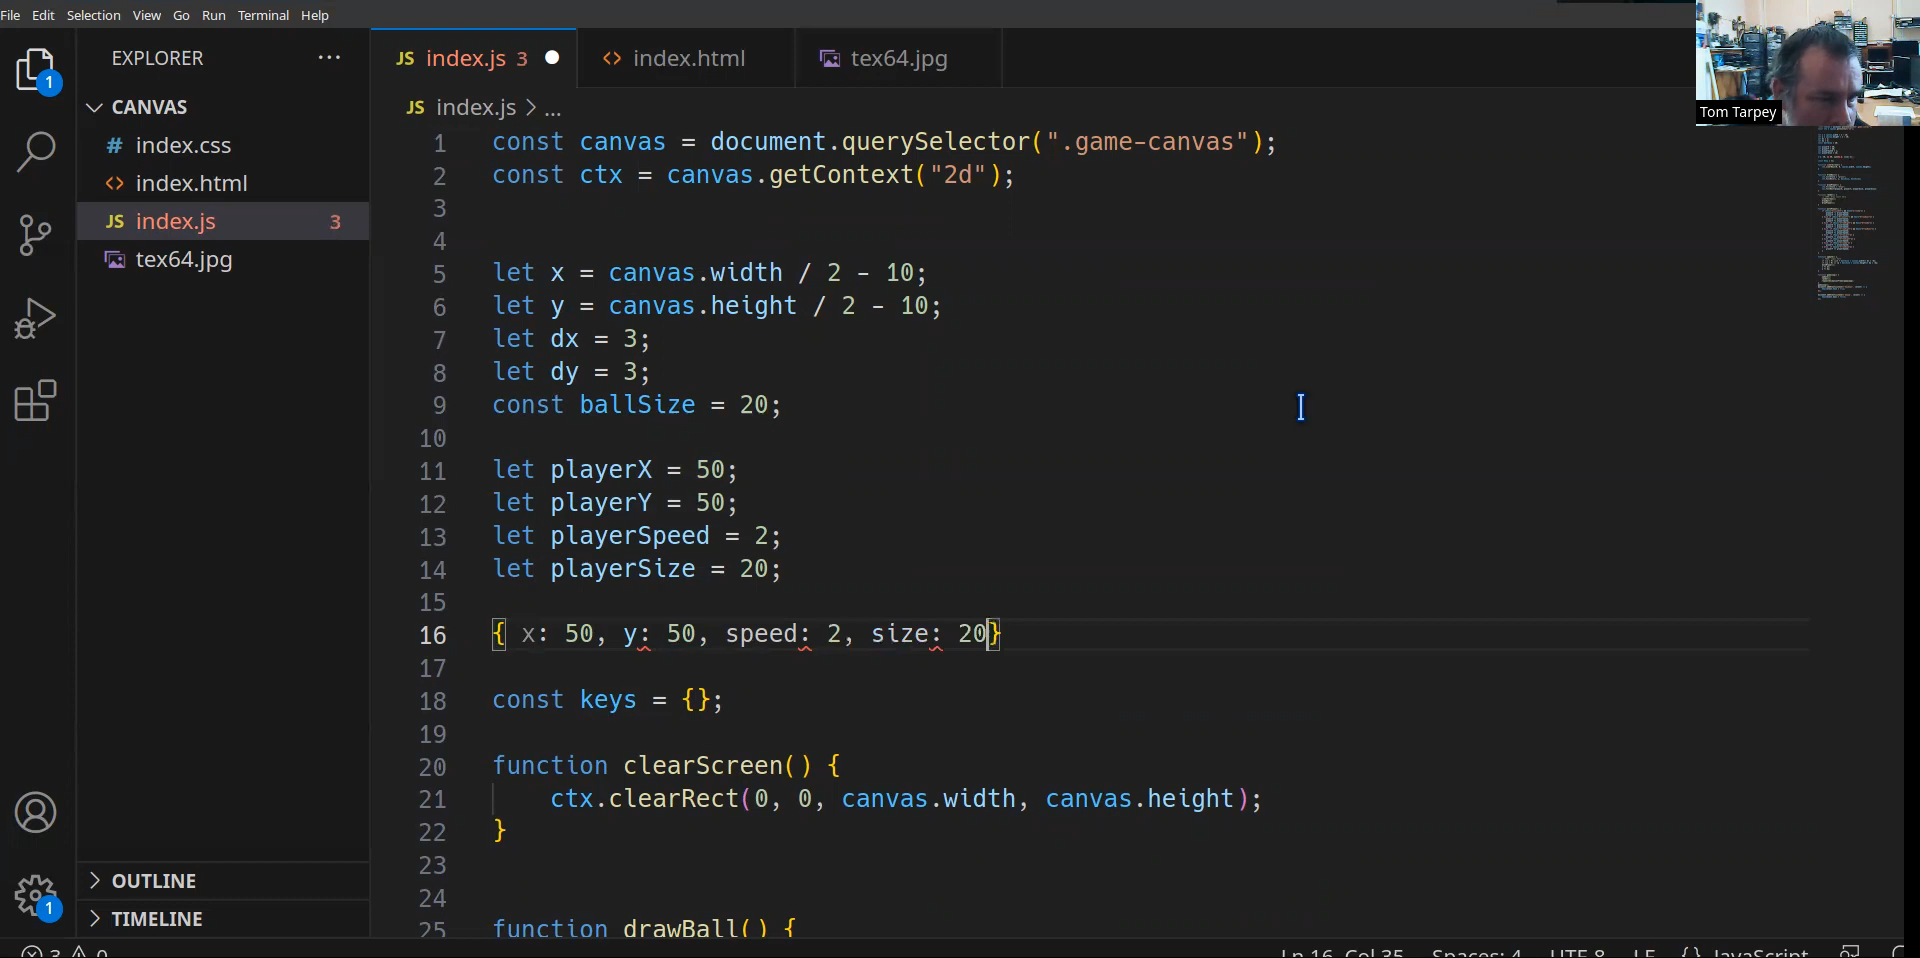 File Edit Selection View Go Run Terminal Help
EXPLORER ...
CANVAS
# index.css
<> index.html
JS index.js 3
tex64.jpg
OUTLINE
TIMELINE
1
1
JS index.js 3
<> index.html
tex64.jpg
JS index.js > ...
1 const canvas = document.querySelector(".game-canvas");
2 const ctx = canvas.getContext("2d");
3
4
5 let x = canvas.width / 2 - 10;
6 let y = canvas.height / 2 - 10;
7 let dx = 3;
8 let dy = 3;
9 const ballSize = 20;
10
11 let playerX = 50;
12 let playerY = 50;
13 let playerSpeed = 2;
14 let playerSize = 20;
15
16 { x: 50, y: 50, speed: 2, size: 20}
17
18 const keys = {};
19
20 function clearScreen() {
21 ctx.clearRect(0, 0, canvas.width, canvas.height);
22 }
23
24
25 function drawBall() {
Tom Tarpey
3 0
Ln 16, Col 35 Spaces: 4 UTF-8 LF {} JavaScript